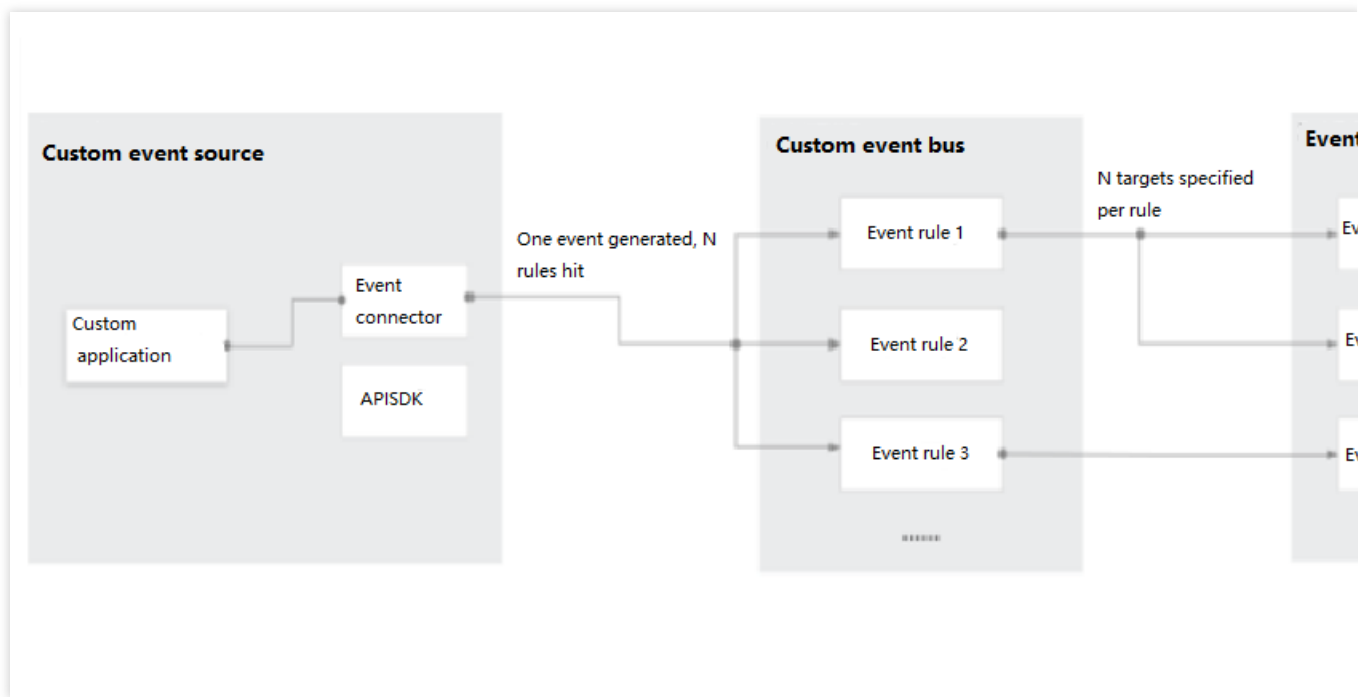 Custom event source
Custom
application
Event
connector
APISDK
One event generated, N
rules hit
Custom event bus
Event rule 1
Event rule 2
Event rule 3
N targets specified
per rule
Event